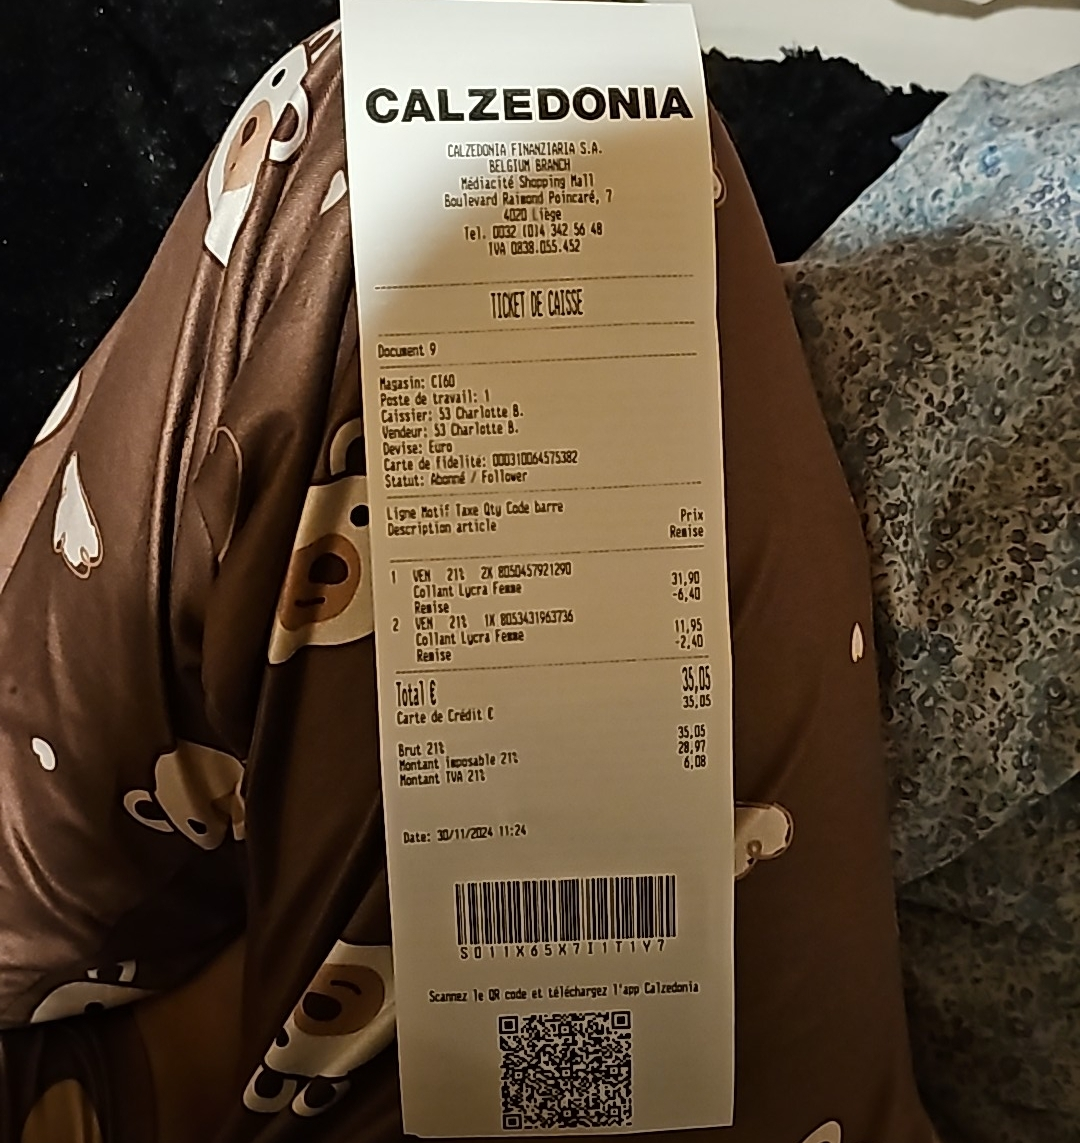 CALZEDONIA
CALZEDONIA FINANZIARIA S.A.
BELGIUM BRANCH
Médiacité Shopping Mall
Boulevard Raimond Poincaré, 7
4020 Liège
Tel. 0032 (0)4 342 56 48
TVA 0838.055.452
TICKET DE CAISSE
Document 9
Magasin: CI60
Poste de travail: 1
Caissier: 53 Charlotte B.
Vendeur: 53 Charlotte B.
Devise: Euro
Carte de fidelité: 000310064575382
Statut: Abonné / Follower
Ligne Motif Taxe Qty Code barre Prix
Description article Remise
1 VEN 21% 2X 8050457921290 31,90
Collant Lycra Femme -6,40
Remise
2 VEN 21% 1X 8053431963736 11,95
Collant Lycra Femme -2,40
Remise
Total € 35,05
Carte de Crédit € 35,05
Brut 21% 35,05
Montant imposable 21% 28,97
Montant TVA 21% 6,08
Date: 30/11/2024 11:24
S011X65X7I1T1Y7
Scannez le QR code et téléchargez l'app Calzedonia